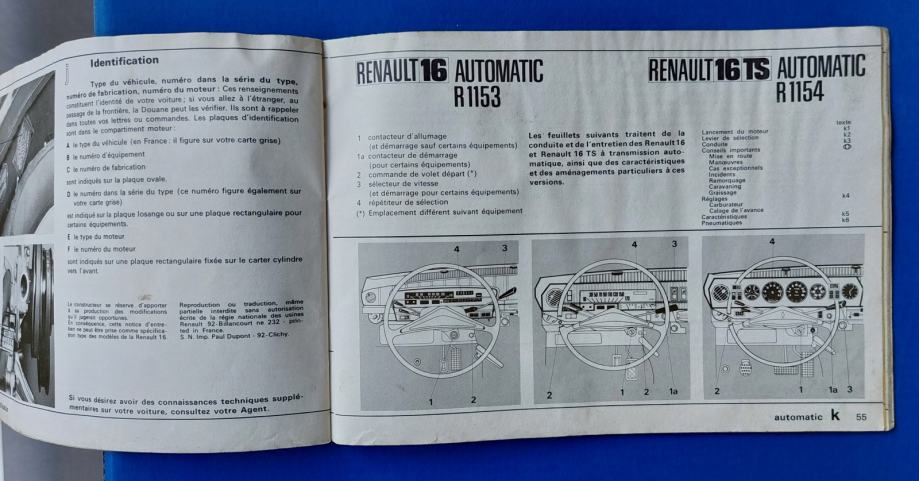 Identification
Type du véhicule, numéro dans la série du type,
numéro de fabrication, numéro du moteur : Ces renseignements
constituent l'identité de votre voiture ; si vous allez à l'étranger, au
passage de la frontière, la Douane peut les vérifier. Ils sont à rappeler
dans toutes vos lettres ou commandes. Les plaques d'identification
sont dans le compartiment moteur :
A le type du véhicule (en France : il figure sur votre carte grise)
B le numéro d'équipement
C le numéro de fabrication
sont indiqués sur la plaque ovale.
D le numéro dans la série du type (ce numéro figure également sur
votre carte grise)
est indiqué sur la plaque losange ou sur une plaque rectangulaire pour
certains équipements.
E le type du moteur
F le numéro du moteur
sont indiqués sur une plaque rectangulaire fixée sur le carter cylindre
vers l'avant.
Le constructeur se réserve d'apporter
à sa production des modifications
qu'il jugerait opportunes.
En conséquence, cette notice d'entre-
tien ne peut être prise comme spécifica-
tion type des modèles de la Renault 16.
Reproduction ou traduction, même
partielle interdite sans autorisation
écrite de la régie nationale des usines
Renault 92-Billancourt ne 232 - prin-
ted in France.
S. N. Imp. Paul Dupont - 92-Clichy.
Si vous désirez avoir des connaissances techniques supplé-
mentaires sur votre voiture, consultez votre Agent.
RENAULT 16 AUTOMATIC
R 1153
RENAULT 16 TS AUTOMATIC
R 1154
1 contacteur d'allumage
(et démarrage sauf certains équipements)
1a contacteur de démarrage
(pour certains équipements)
2 commande de volet départ (*)
3 sélecteur de vitesse
(et démarrage pour certains équipements)
4 répétiteur de sélection
(*) Emplacement différent suivant équipement
Les feuillets suivants traitent de la
conduite et de l'entretien des Renault 16
et Renault 16 TS à transmission auto-
matique, ainsi que des caractéristiques
et des aménagements particuliers à ces
versions.
texte
Lancement du moteur k1
Levier de sélection k2
Conduite k3
Conseils importants
Mise en route
Manœuvres
Cas exceptionnels
Incidents
Remorquage
Caravaning
Graissage
Réglages k4
Carburateur
Calage de l'avance
Caractéristiques k5
Pneumatiques k6
4 3
1 2
4 3
2 1 2 1a
4
2 1 1a 3
automatic k 55